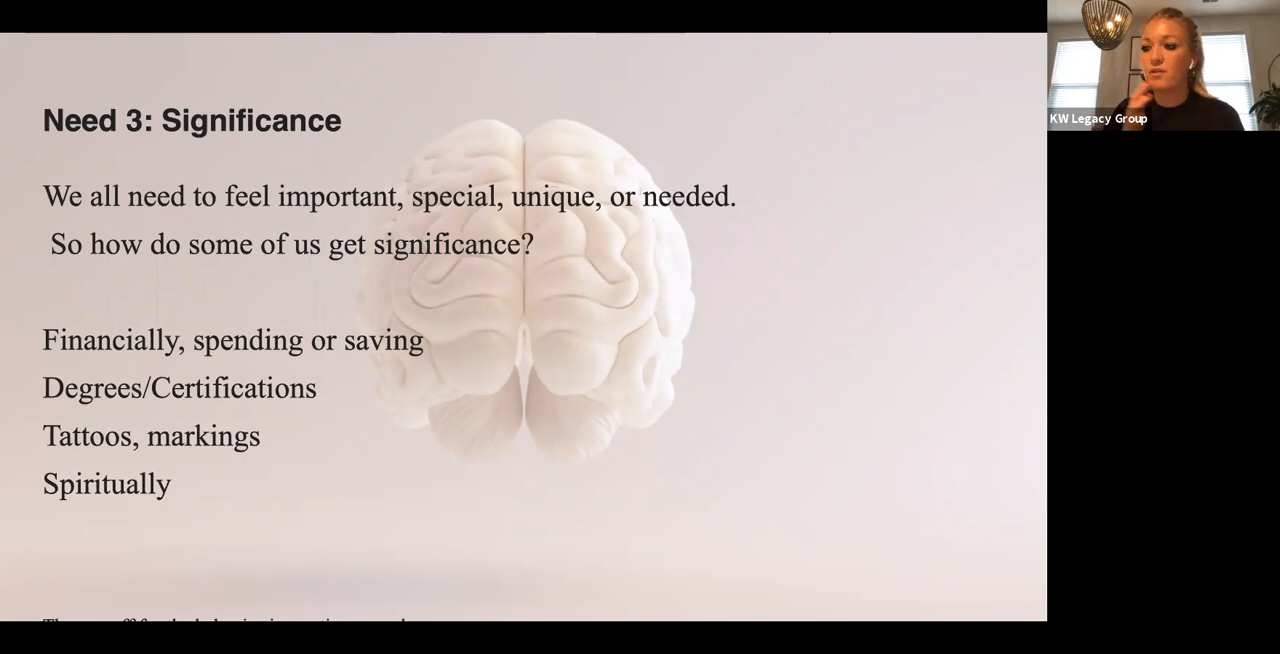 Need 3: Significance
We all need to feel important, special, unique, or needed.
So how do some of us get significance?
Financially, spending or saving
Degrees/Certifications
Tattoos, markings
Spiritually
KW Legacy Group